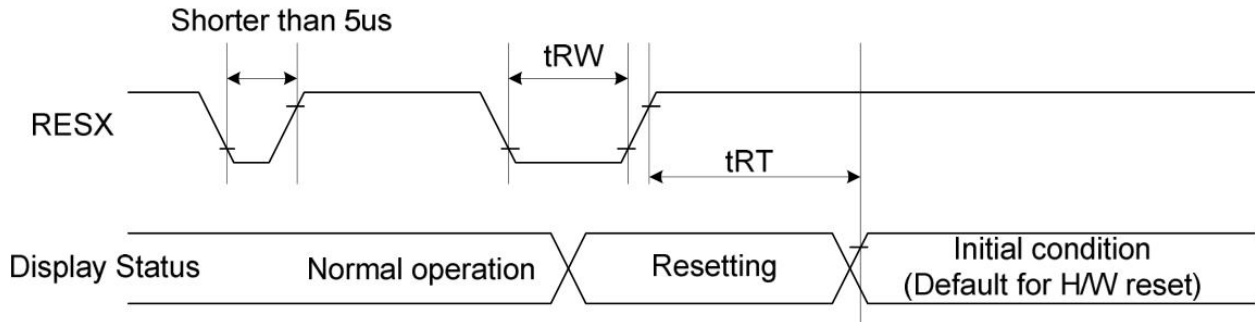 Shorter than 5us
tRW
RESX
tRT
Display Status
Normal operation
Resetting
Initial condition
(Default for H/W reset)